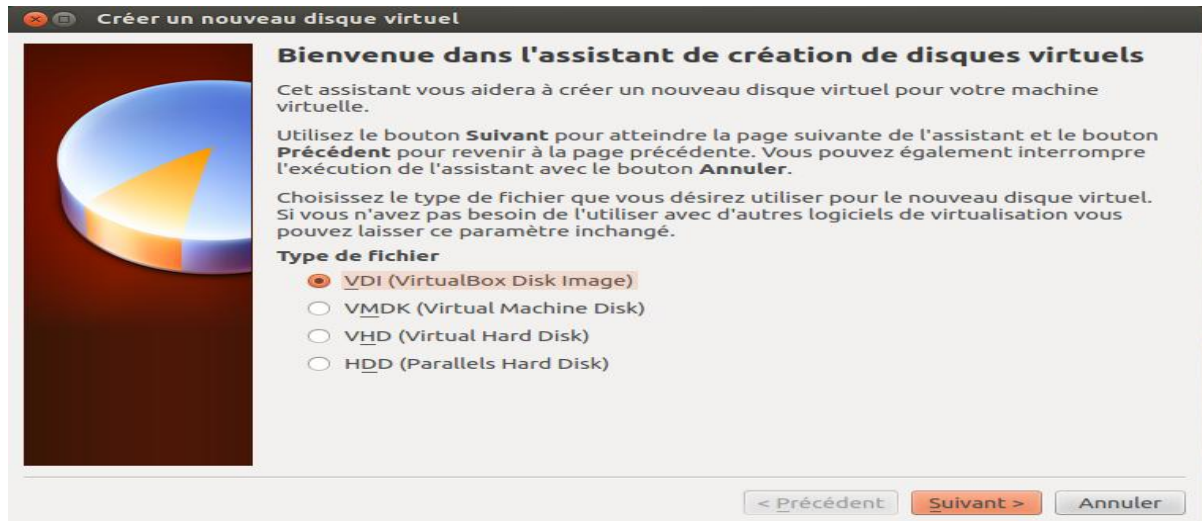 Créer un nouveau disque virtuel
Bienvenue dans l'assistant de création de disques virtuels
Cet assistant vous aidera à créer un nouveau disque virtuel pour votre machine
virtuelle.
Utilisez le bouton Suivant pour atteindre la page suivante de l'assistant et le bouton
Précédent pour revenir à la page précédente. Vous pouvez également interrompre
l'exécution de l'assistant avec le bouton Annuler.
Choisissez le type de fichier que vous désirez utiliser pour le nouveau disque virtuel.
Si vous n'avez pas besoin de l'utiliser avec d'autres logiciels de virtualisation vous
pouvez laisser ce paramètre inchangé.
Type de fichier
VDI (VirtualBox Disk Image)
VMDK (Virtual Machine Disk)
VHD (Virtual Hard Disk)
HDD (Parallels Hard Disk)
< Précédent Suivant > Annuler